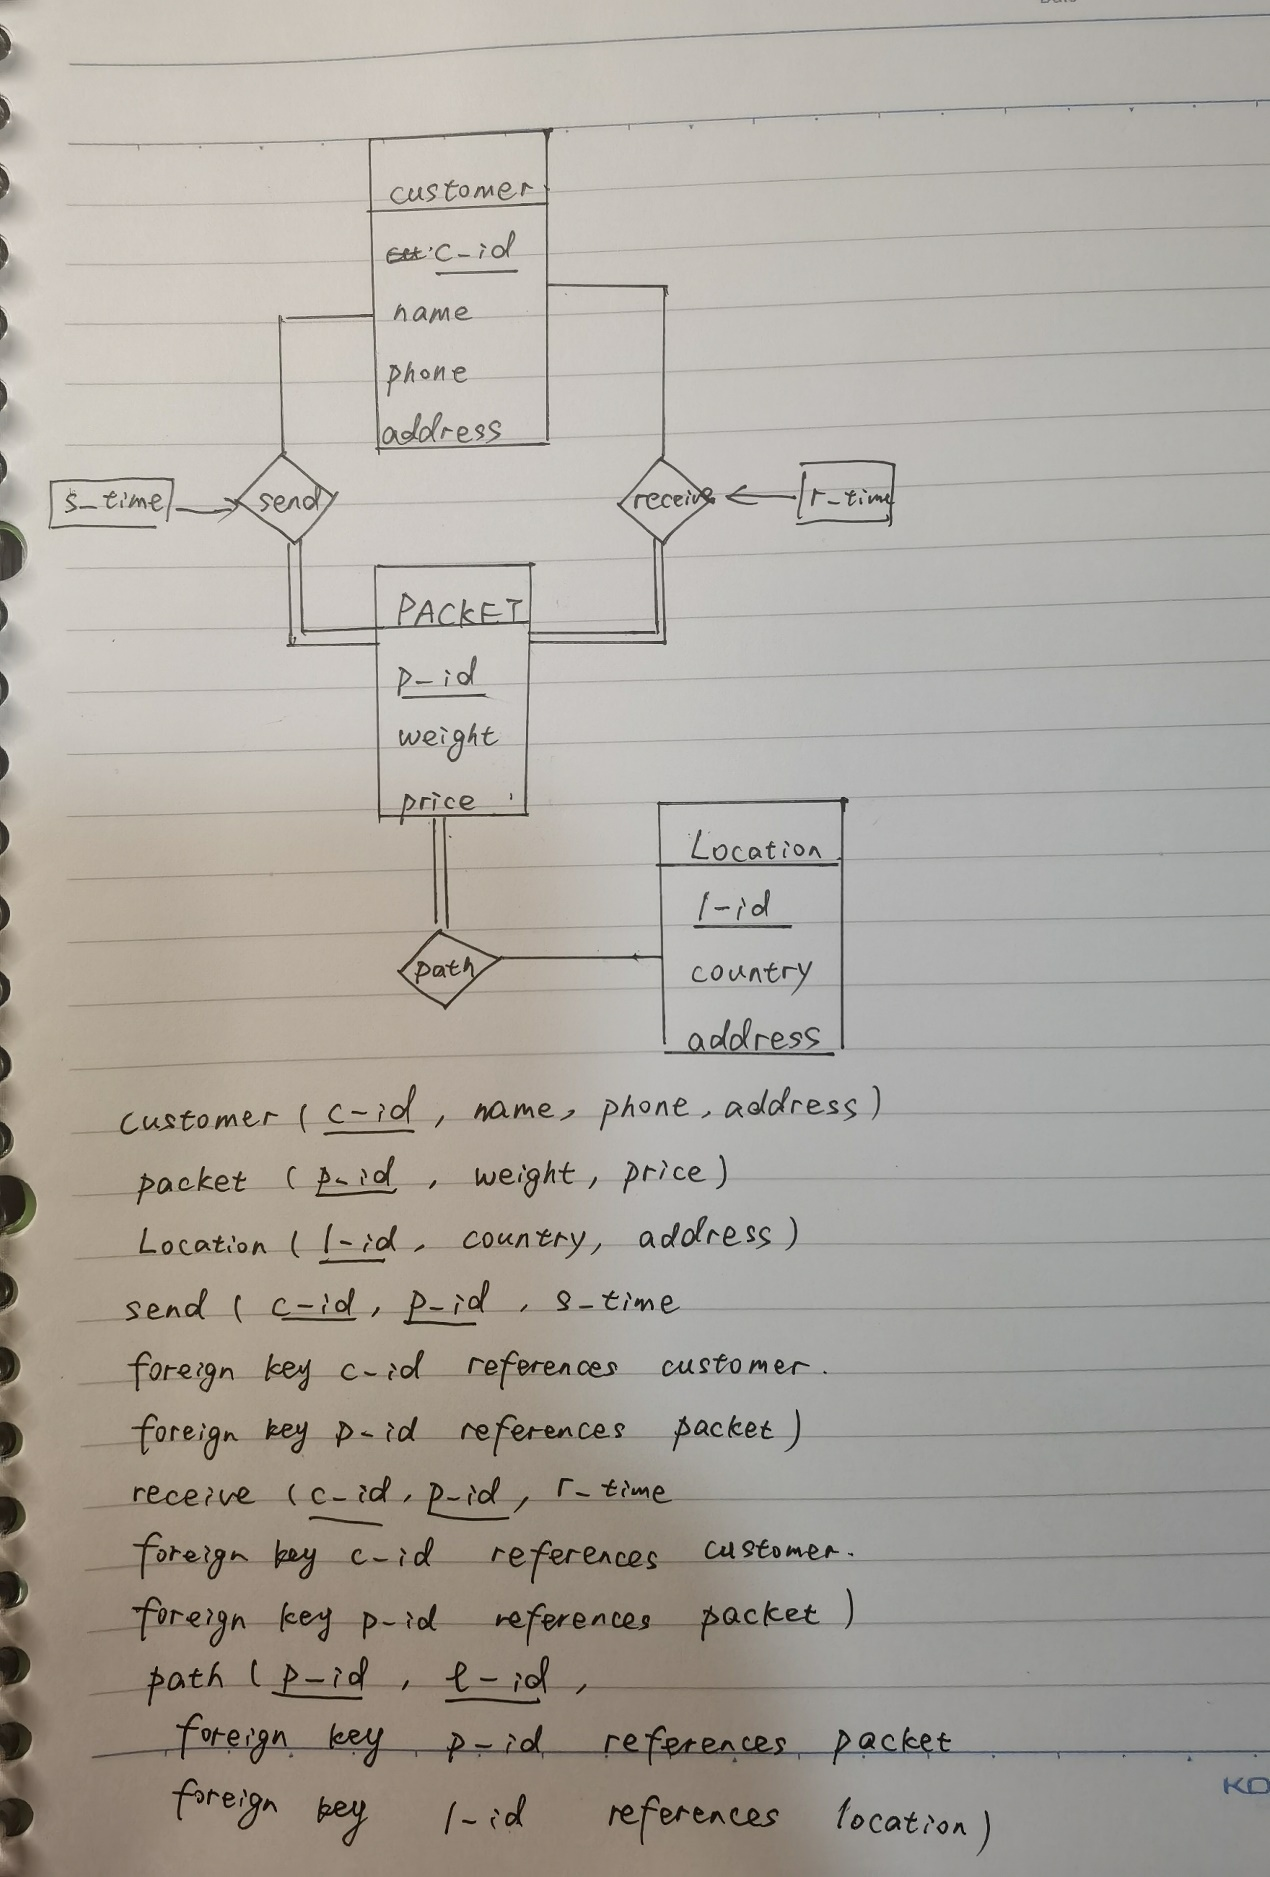 customer
c-id
name
phone
address
s_time
send
receive
r_time
PACKET
p-id
weight
price
Location
l-id
country
address
path
customer ( c-id , name, phone, address )
packet ( p-id , weight, price )
Location ( l-id , country, address )
send ( c-id, p-id , s-time
foreign key c-id references customer.
foreign key p-id references packet )
receive ( c-id, p-id, r-time
foreign key c-id references customer.
foreign key p-id references packet )
path ( p-id , l-id ,
foreign key p-id references packet
foreign key l-id references location )